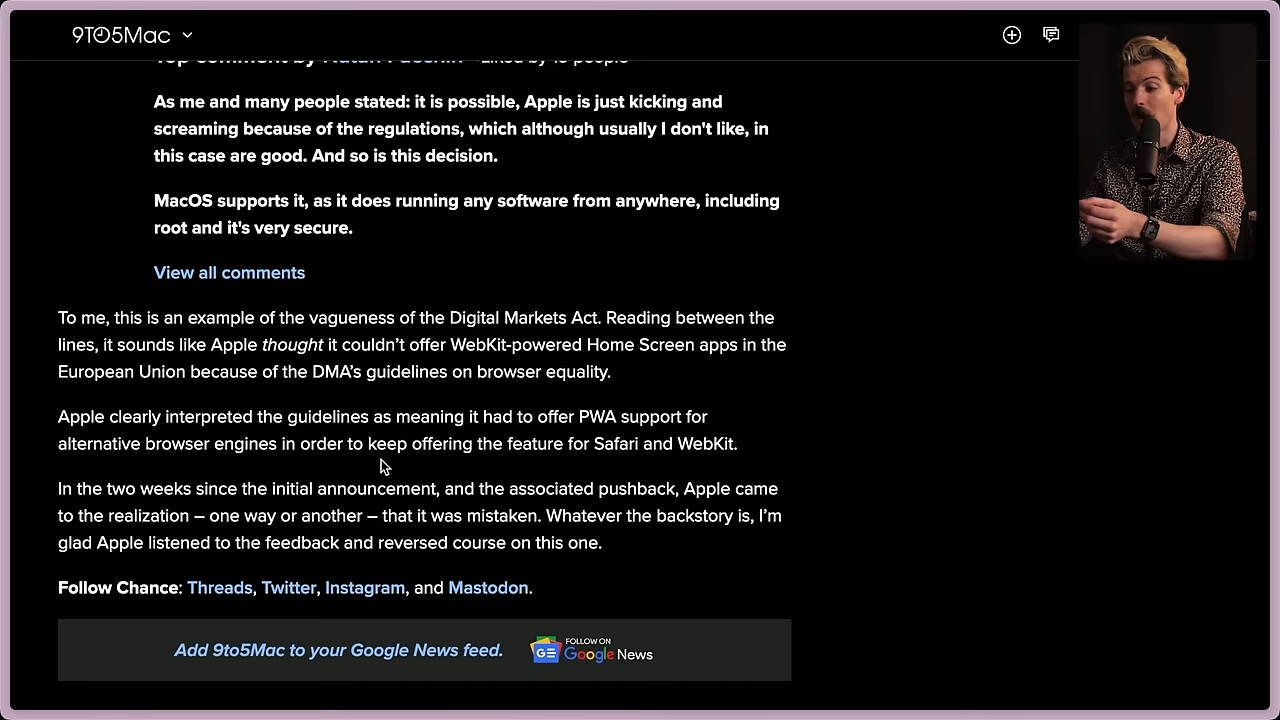 9TO5Mac
Top comment by
Liked by
people
As me and many people stated: it is possible, Apple is just kicking and
screaming because of the regulations, which although usually I don't like, in
this case are good. And so is this decision.
MacOS supports it, as it does running any software from anywhere, including
root and it's very secure.
View all comments
To me, this is an example of the vagueness of the Digital Markets Act. Reading between the
lines, it sounds like Apple thought it couldn’t offer WebKit-powered Home Screen apps in the
European Union because of the DMA’s guidelines on browser equality.
Apple clearly interpreted the guidelines as meaning it had to offer PWA support for
alternative browser engines in order to keep offering the feature for Safari and WebKit.
In the two weeks since the initial announcement, and the associated pushback, Apple came
to the realization – one way or another – that it was mistaken. Whatever the backstory is, I’m
glad Apple listened to the feedback and reversed course on this one.
Follow Chance: Threads, Twitter, Instagram, and Mastodon.
Add 9to5Mac to your Google News feed.
GE
FOLLOW ON
Google News